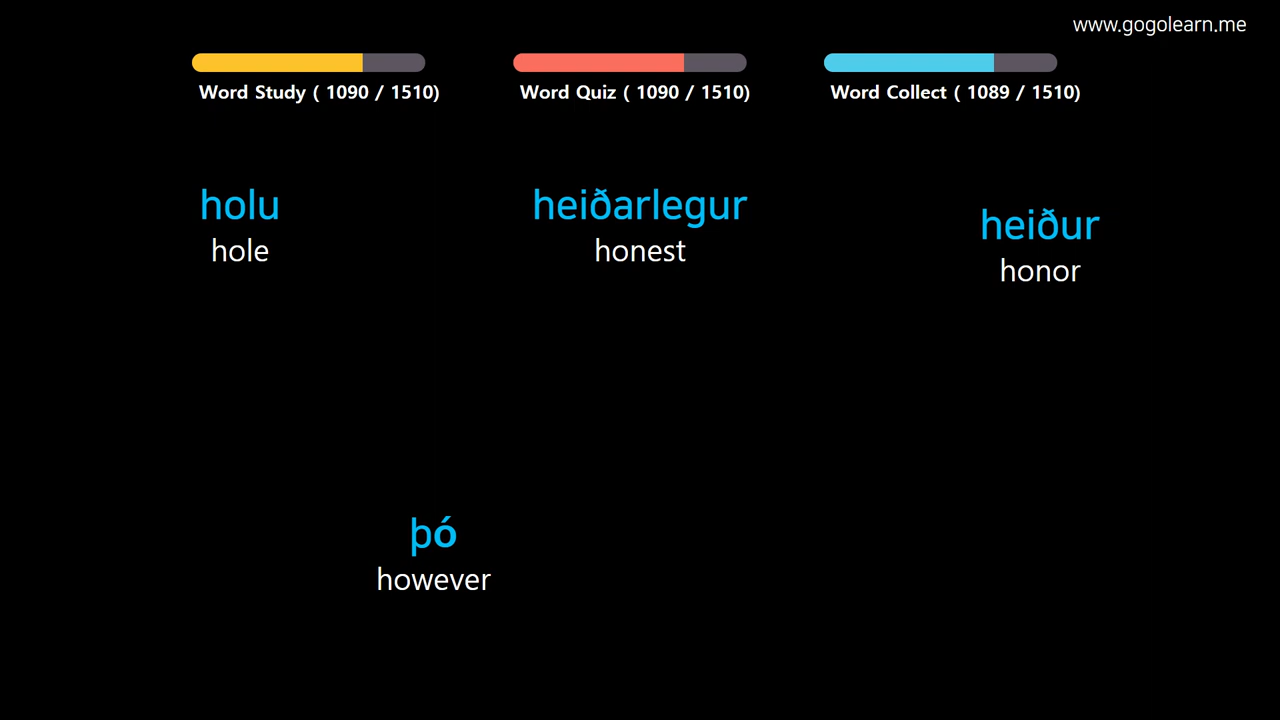 www.gogolearn.me
Word Study ( 1090 / 1510)
Word Quiz ( 1090 / 1510)
Word Collect ( 1089 / 1510)
holu
hole
heiðarlegur
honest
heiður
honor
þó
however